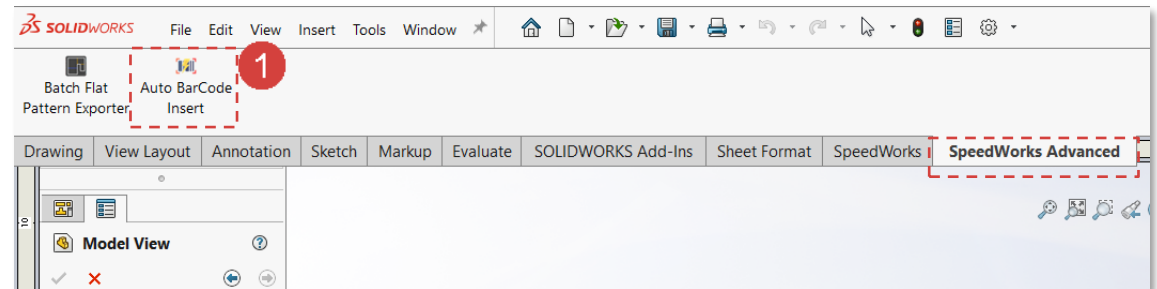 SOLIDWORKS File Edit View Insert Tools Window
Batch Flat
Pattern Exporter
Auto BarCode
Insert
1
Drawing View Layout Annotation Sketch Markup Evaluate SOLIDWORKS Add-Ins Sheet Format SpeedWorks SpeedWorks Advanced
10
Model View